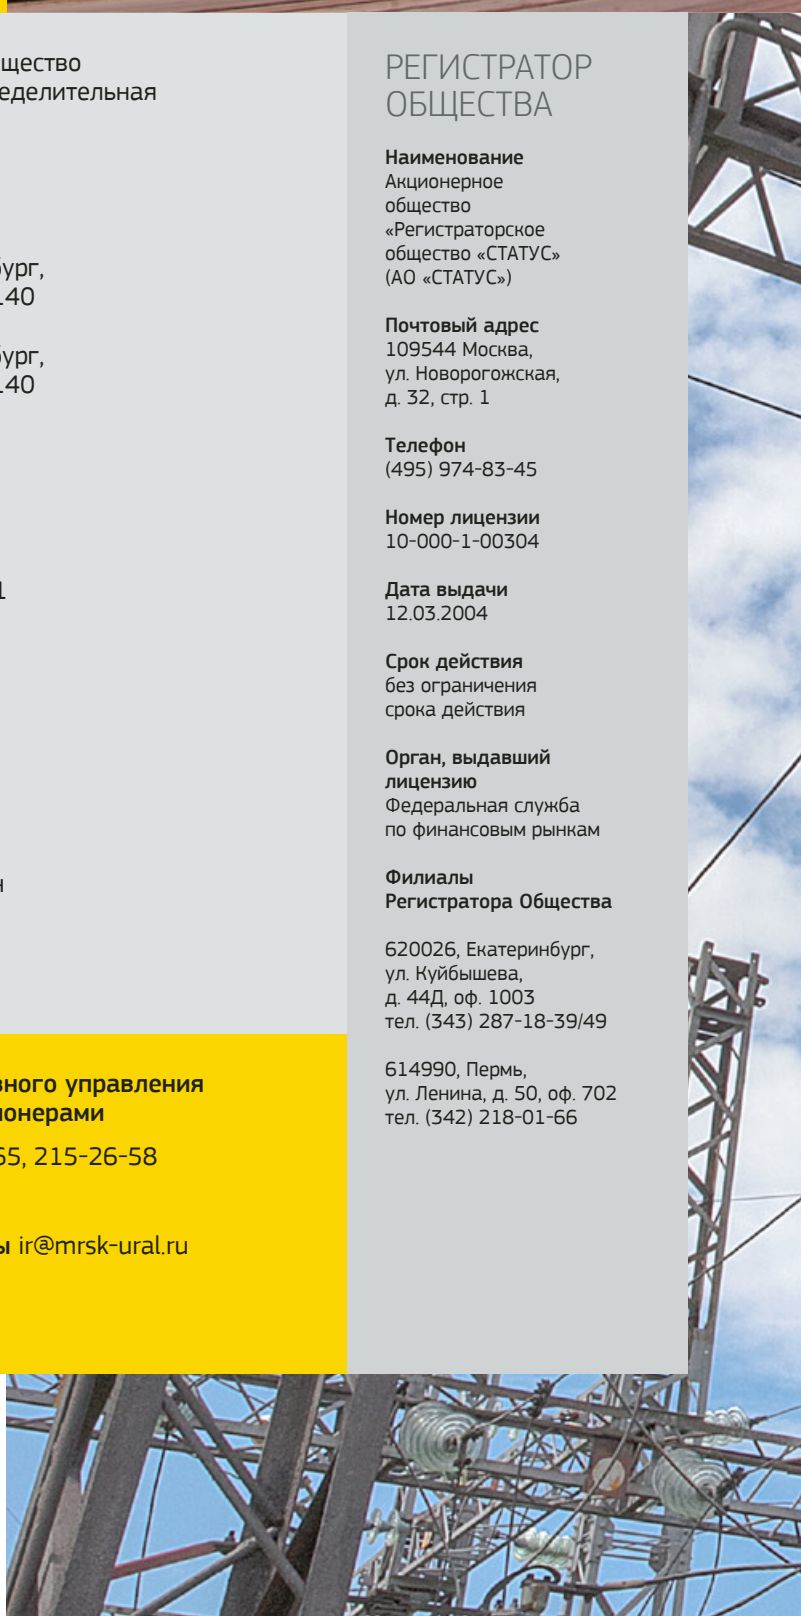 щество
еделительная
ург,
140
ург,
140
1
н
вного управления
ионерами
65, 215-26-58
ы ir@mrsk-ural.ru
РЕГИСТРАТОР
ОБЩЕСТВА
Наименование
Акционерное
общество
«Регистраторское
общество «СТАТУС»
(АО «СТАТУС»)
Почтовый адрес
109544 Москва,
ул. Новорогожская,
д. 32, стр. 1
Телефон
(495) 974-83-45
Номер лицензии
10-000-1-00304
Дата выдачи
12.03.2004
Срок действия
без ограничения
срока действия
Орган, выдавший
лицензию
Федеральная служба
по финансовым рынкам
Филиалы
Регистратора Общества
620026, Екатеринбург,
ул. Куйбышева,
д. 44Д, оф. 1003
тел. (343) 287-18-39/49
614990, Пермь,
ул. Ленина, д. 50, оф. 702
тел. (342) 218-01-66